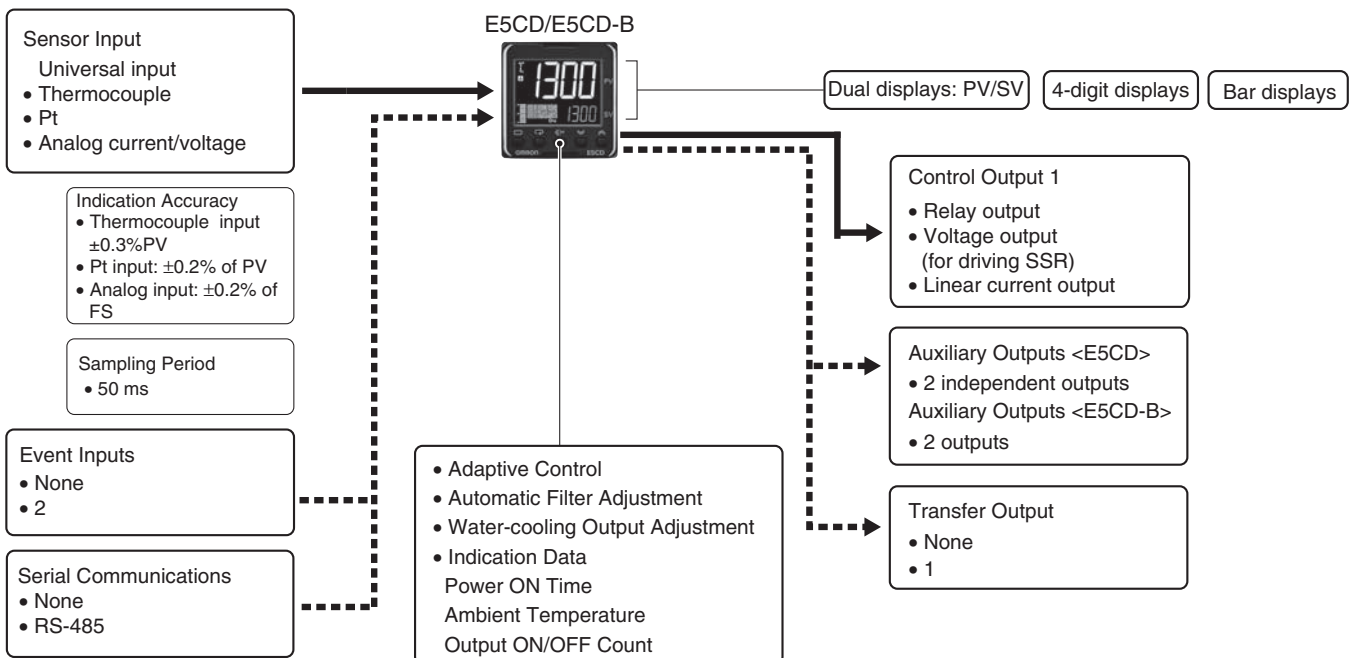 E5CD/E5CD-B
Sensor Input
Universal input
• Thermocouple
• Pt
• Analog current/voltage
1300
PV
1300
SV
OMRON
E5CD
Dual displays: PV/SV
4-digit displays
Bar displays
Indication Accuracy
• Thermocouple input
±0.3%PV
• Pt input: ±0.2% of PV
• Analog input: ±0.2% of
FS
Sampling Period
• 50 ms
Event Inputs
• None
• 2
Serial Communications
• None
• RS-485
• Adaptive Control
• Automatic Filter Adjustment
• Water-cooling Output Adjustment
• Indication Data
Power ON Time
Ambient Temperature
Output ON/OFF Count
Control Output 1
• Relay output
• Voltage output
(for driving SSR)
• Linear current output
Auxiliary Outputs <E5CD>
• 2 independent outputs
Auxiliary Outputs <E5CD-B>
• 2 outputs
Transfer Output
• None
• 1